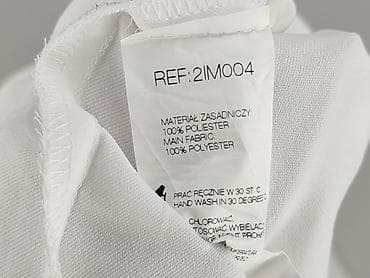 REF:2IM004
MATERIAŁ ZASADNICZY
100% POLIESTER
MAIN FABRIC
100% POLYESTER
PRAĆ RĘCZNIE W 30 ST. C
HAND WASH IN 30 DEGREE
CHLOROWAĆ,